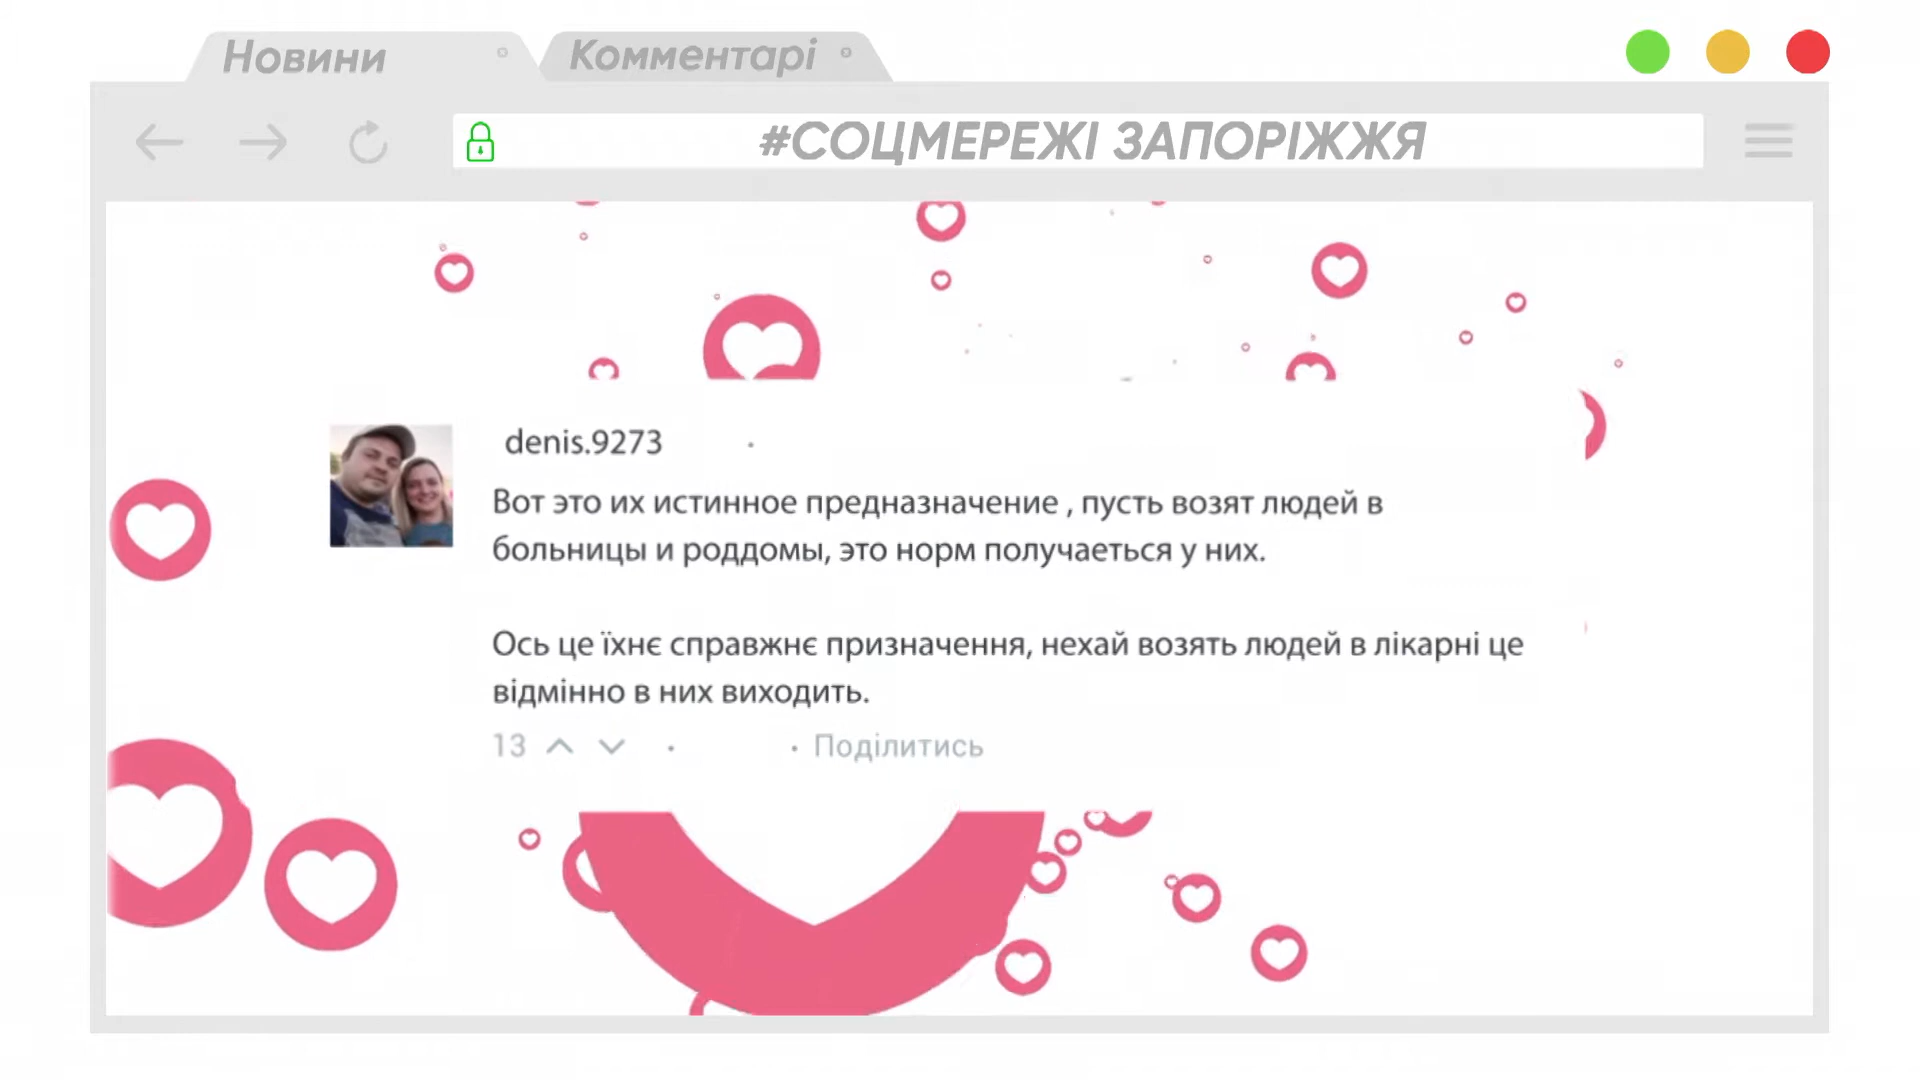 Новини
Комментарі
#СОЦМЕРЕЖІ ЗАПОРІЖЖЯ
denis.9273
Вот это их истинное предназначение , пусть возят людей в
больницы и роддомы, это норм получаеться у них.
Ось це їхнє справжнє призначення, нехай возять людей в лікарні це
відмінно в них виходить.
13 Поділитись